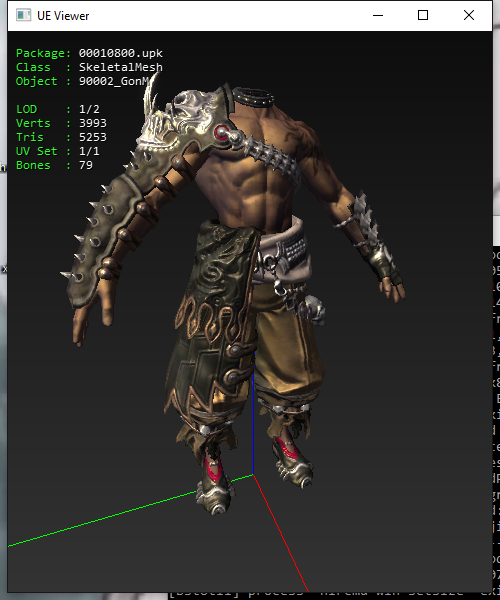 UE Viewer
Package: 00010800.upk
Class : SkeletalMesh
Object : 90002_GonM
LOD : 1/2
Verts : 3993
Tris : 5253
UV Set : 1/1
Bones : 79